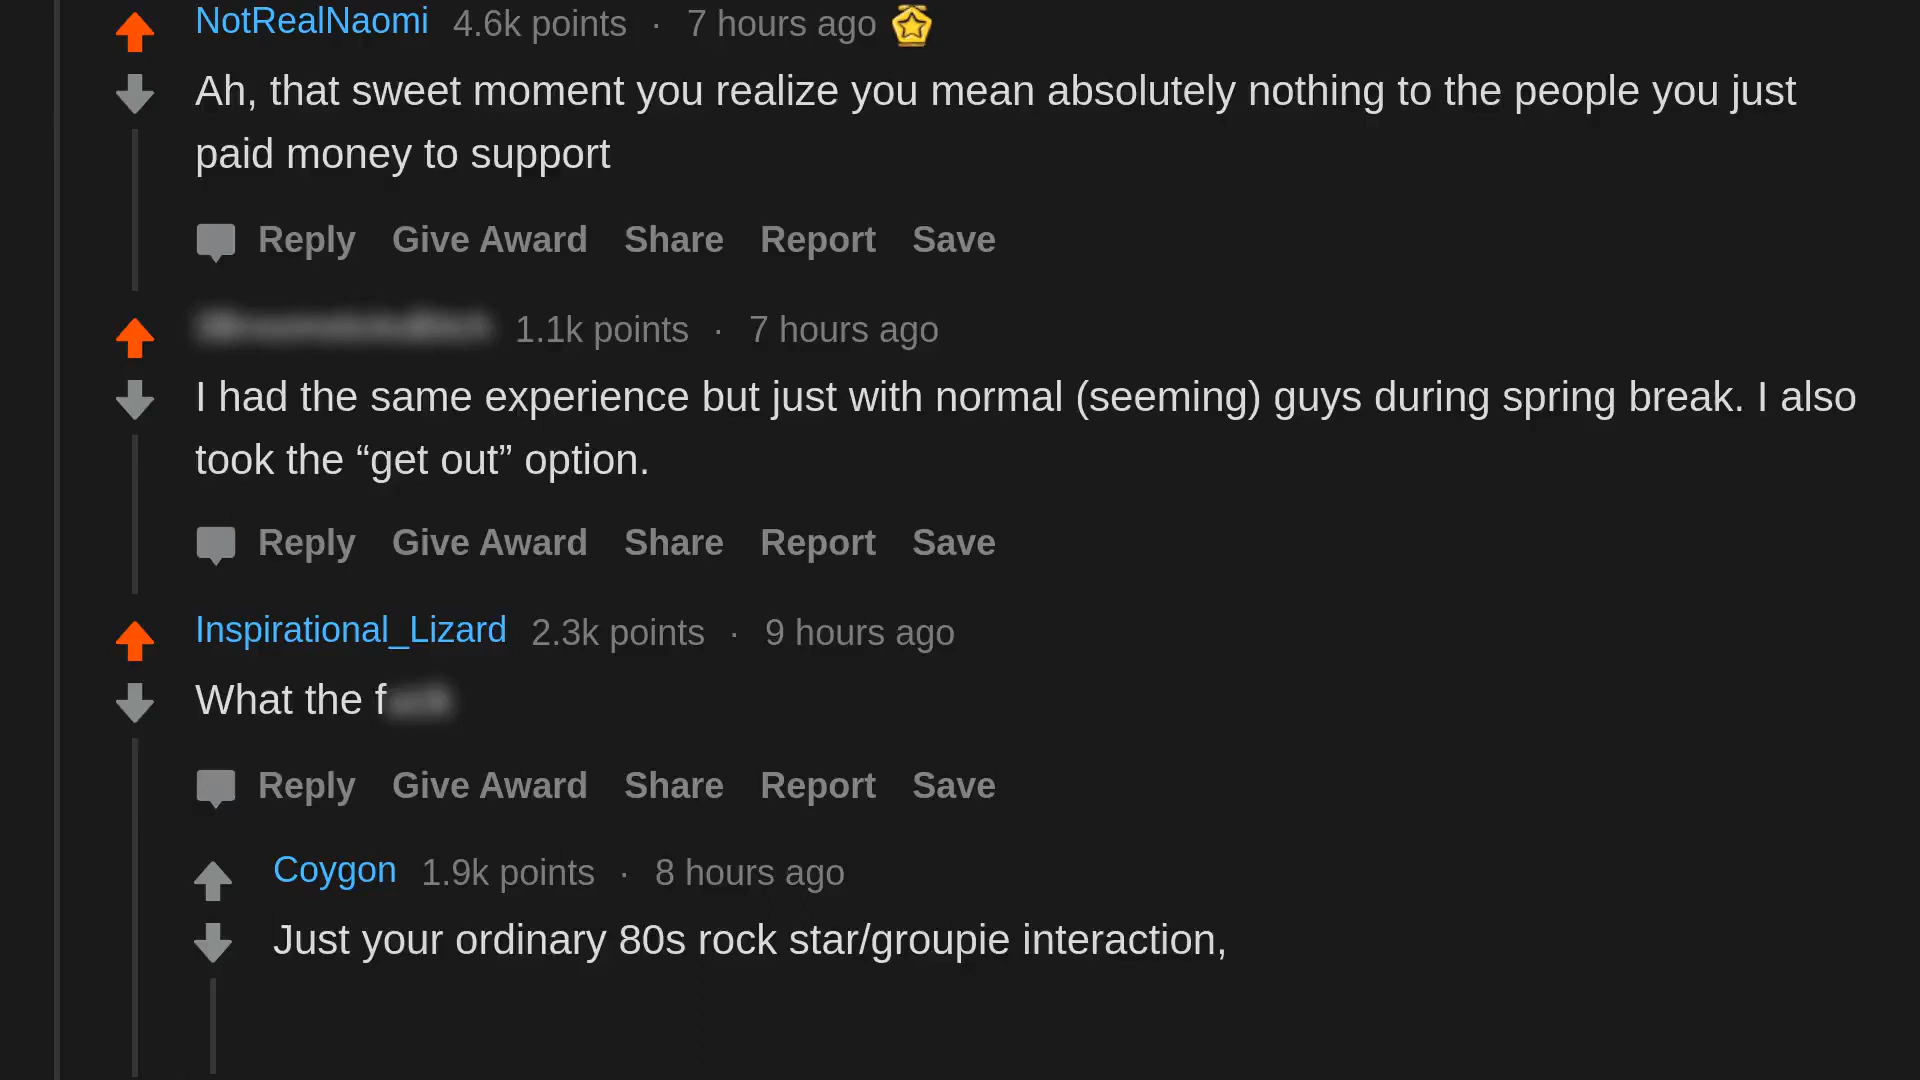 NotRealNaomi 4.6k points · 7 hours ago
Ah, that sweet moment you realize you mean absolutely nothing to the people you just
paid money to support
Reply Give Award Share Report Save
1.1k points · 7 hours ago
I had the same experience but just with normal (seeming) guys during spring break. I also
took the “get out” option.
Reply Give Award Share Report Save
Inspirational_Lizard 2.3k points · 9 hours ago
What the f
Reply Give Award Share Report Save
Coygon 1.9k points · 8 hours ago
Just your ordinary 80s rock star/groupie interaction,